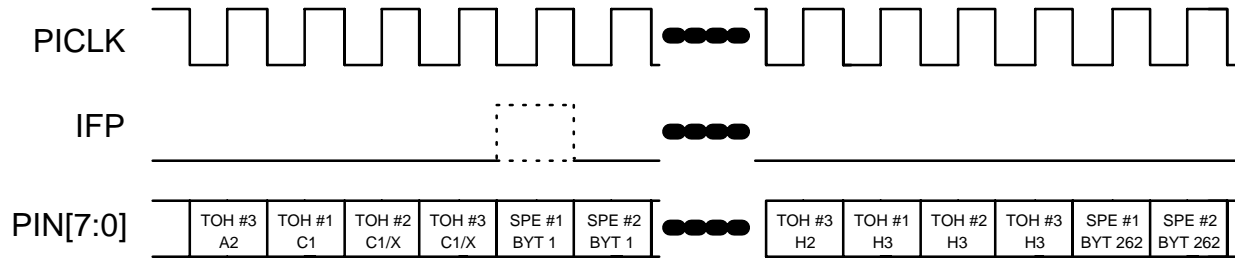 PICLK
IFP
PIN[7:0]
TOH #3 TOH #1 TOH #2 TOH #3 SPE #1 SPE #2 TOH #3 TOH #1 TOH #2 TOH #3 SPE #1 SPE #2
A2 C1 C1/X C1/X BYT 1 BYT 1 H2 H3 H3 H3 BYT 262 BYT 262